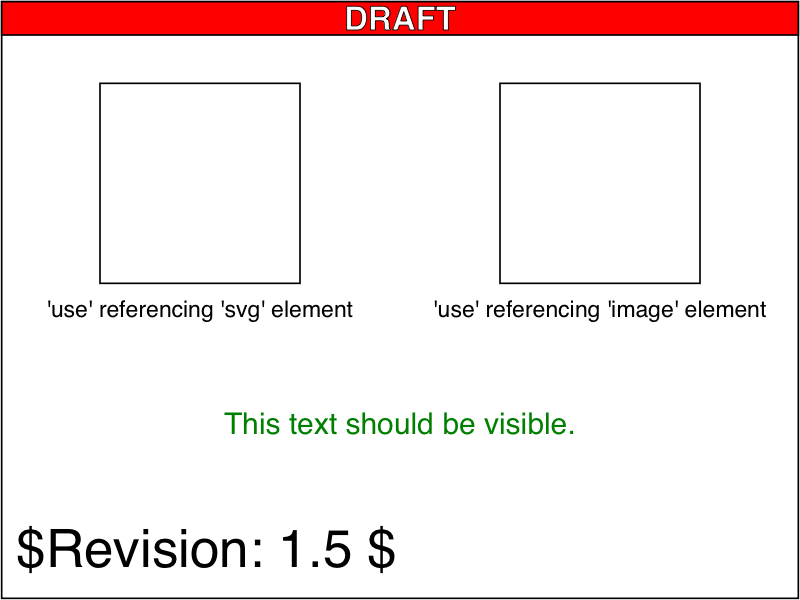 DRAFT
'use' referencing 'svg' element
'use' referencing 'image' element
This text should be visible.
$Revision: 1.5 $